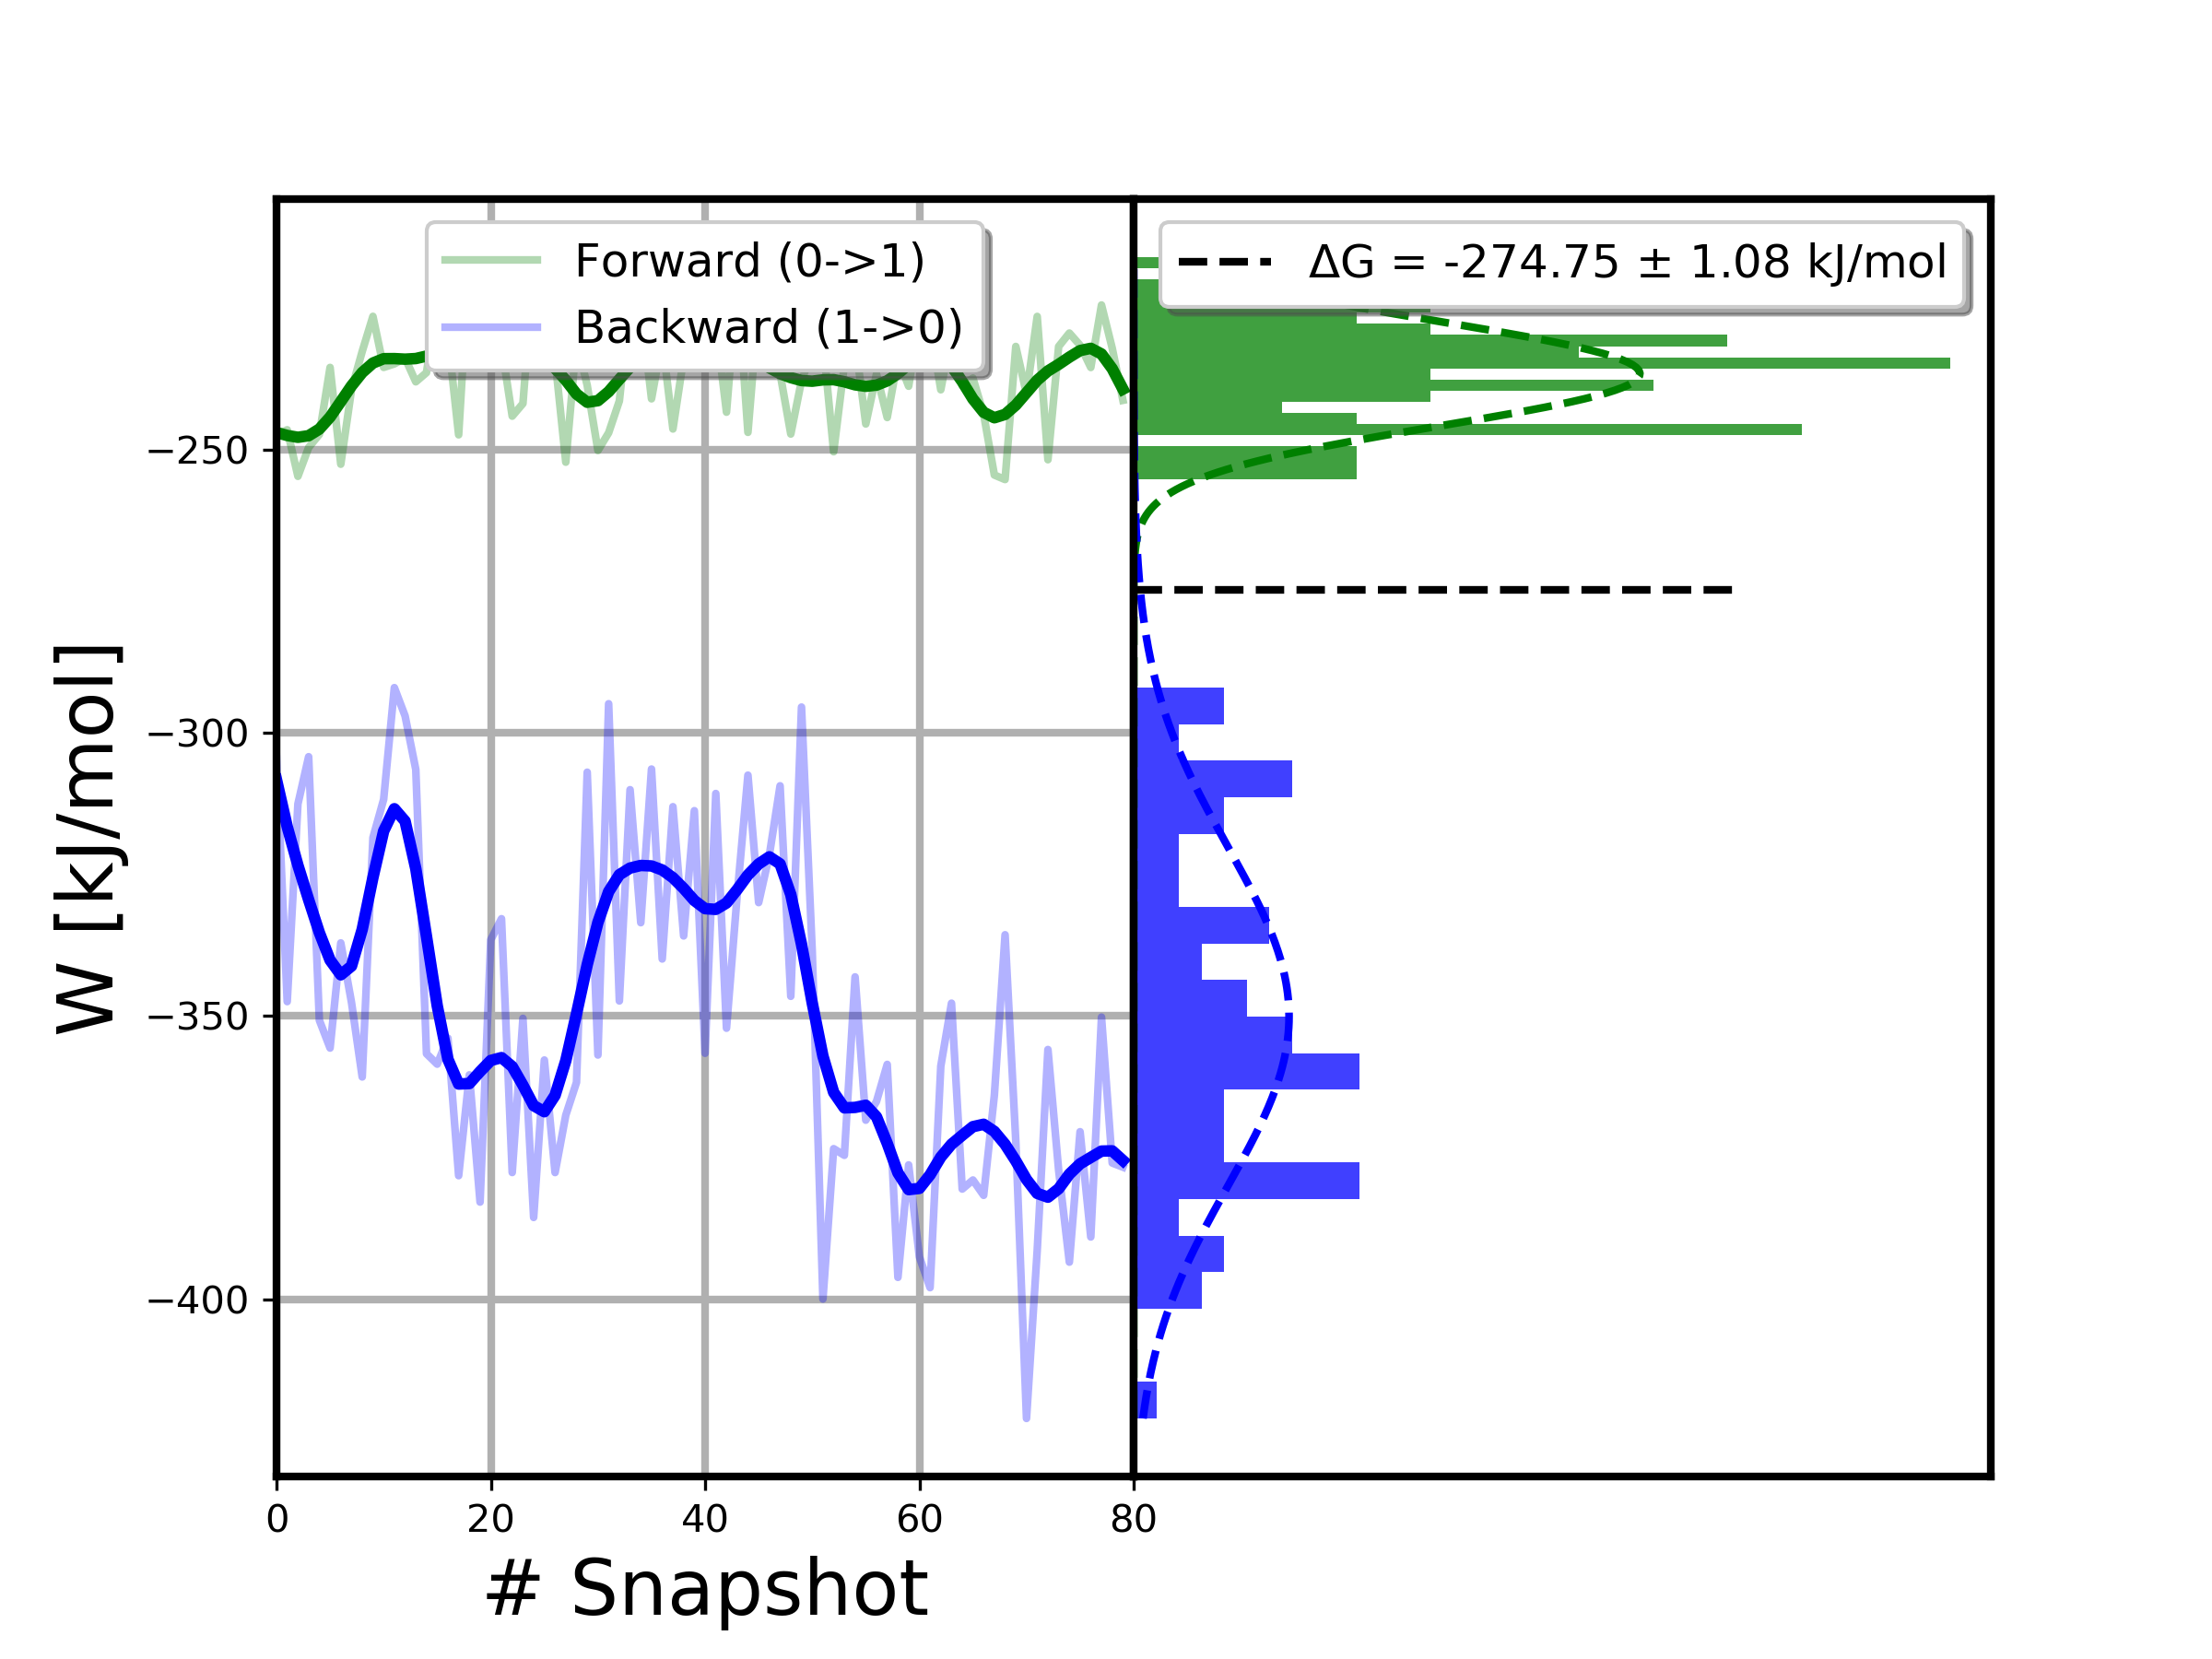 Forward (0->1)
Backward (1->0)
ΔG = -274.75 ± 1.08 kJ/mol
W [kJ/mol]
−250
−300
−350
−400
0 20 40 60 80
# Snapshot